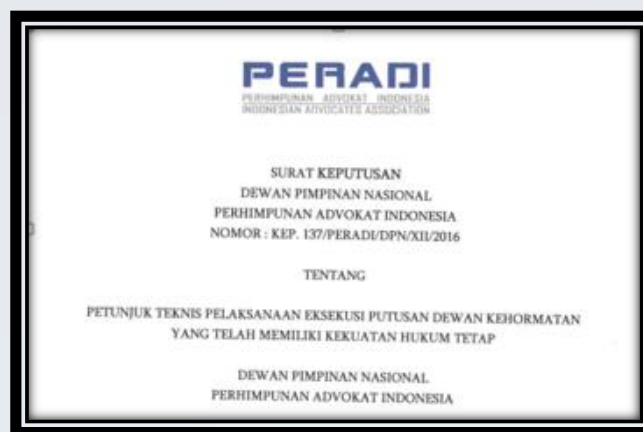 PERADI
PERHIMPUNAN ADVOKAT INDONESIA
INDONESIAN ADVOCATES ASSOCIATION
SURAT KEPUTUSAN
DEWAN PIMPINAN NASIONAL
PERHIMPUNAN ADVOKAT INDONESIA
NOMOR : KEP. 137/PERADI/DPN/XII/2016
TENTANG
PETUNJUK TEKNIS PELAKSANAAN EKSEKUSI PUTUSAN DEWAN KEHORMATAN
YANG TELAH MEMILIKI KEKUATAN HUKUM TETAP
DEWAN PIMPINAN NASIONAL
PERHIMPUNAN ADVOKAT INDONESIA